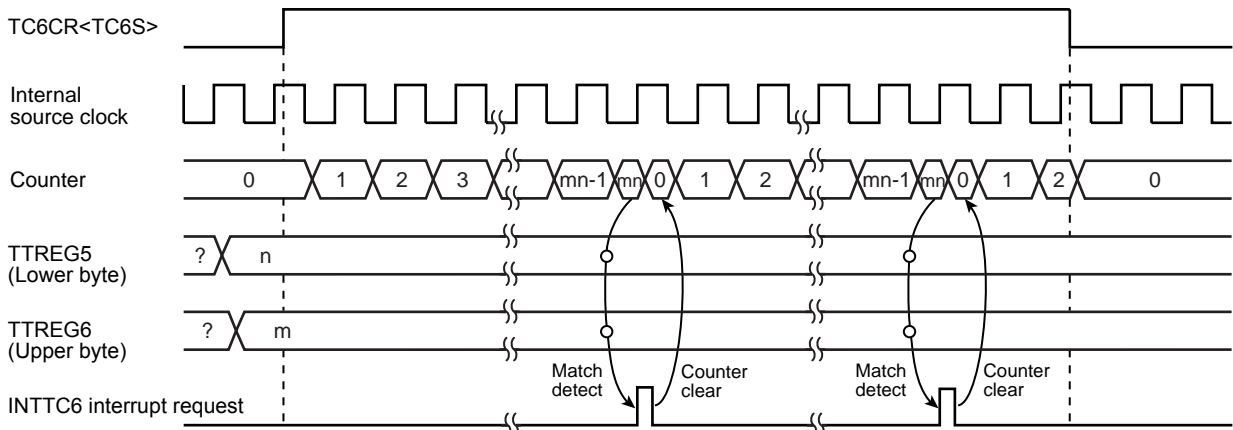 TC6CR<TC6S>
Internal
source clock
Counter
0 1 2 3 mn-1 mn 0 1 2 mn-1 mn 0 1 2 0
TTREG5
(Lower byte)
? n
TTREG6
(Upper byte)
? m
Match
detect
Counter
clear
Match
detect
Counter
clear
INTTC6 interrupt request